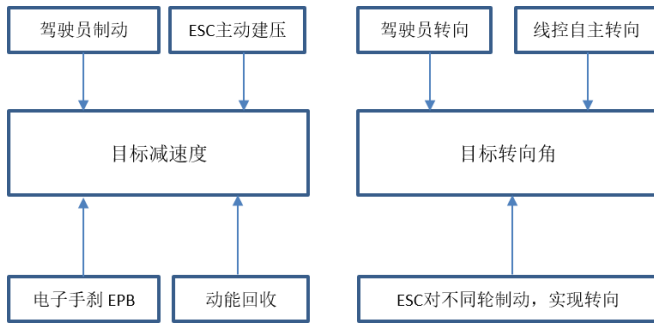 驾驶员制动
ESC主动建压
驾驶员转向
线控自主转向
目标减速度
目标转向角
电子手刹 EPB
动能回收
ESC对不同轮制动，实现转向